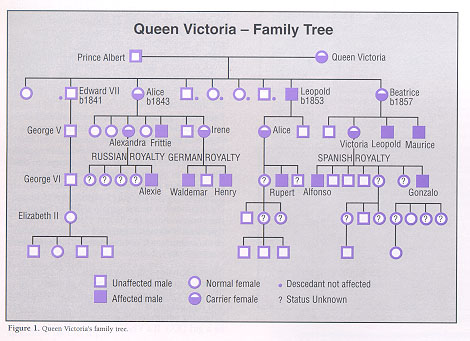 Queen Victoria – Family Tree
Prince Albert
Queen Victoria
Edward VII
b1841
Alice
b1843
Leopold
b1853
Beatrice
b1857
George V
Alexandra
Frittie
Irene
Alice
Victoria
Leopold
Maurice
RUSSIAN ROYALTY
GERMAN ROYALTY
SPANISH ROYALTY
George VI
? ? ? ?
Alexie
Waldemar
Henry
?
Rupert
Alfonso
?
Gonzalo
Elizabeth II
? ?
? ?
? ? ? ?
? ?
Unaffected male
Normal female
Descedant not affected
Affected male
Carrier female
? Status Unknown
Figure 1. Queen Victoria's family tree.